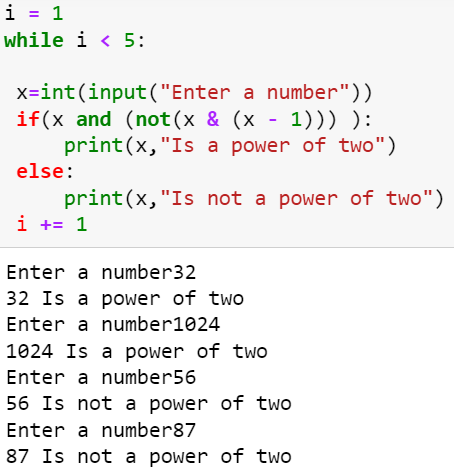 i = 1
while i < 5:
 x=int(input("Enter a number"))
 if(x and (not(x & (x - 1))) ):
     print(x,"Is a power of two")
 else:
     print(x,"Is not a power of two")
 i += 1
Enter a number32
32 Is a power of two
Enter a number1024
1024 Is a power of two
Enter a number56
56 Is not a power of two
Enter a number87
87 Is not a power of two